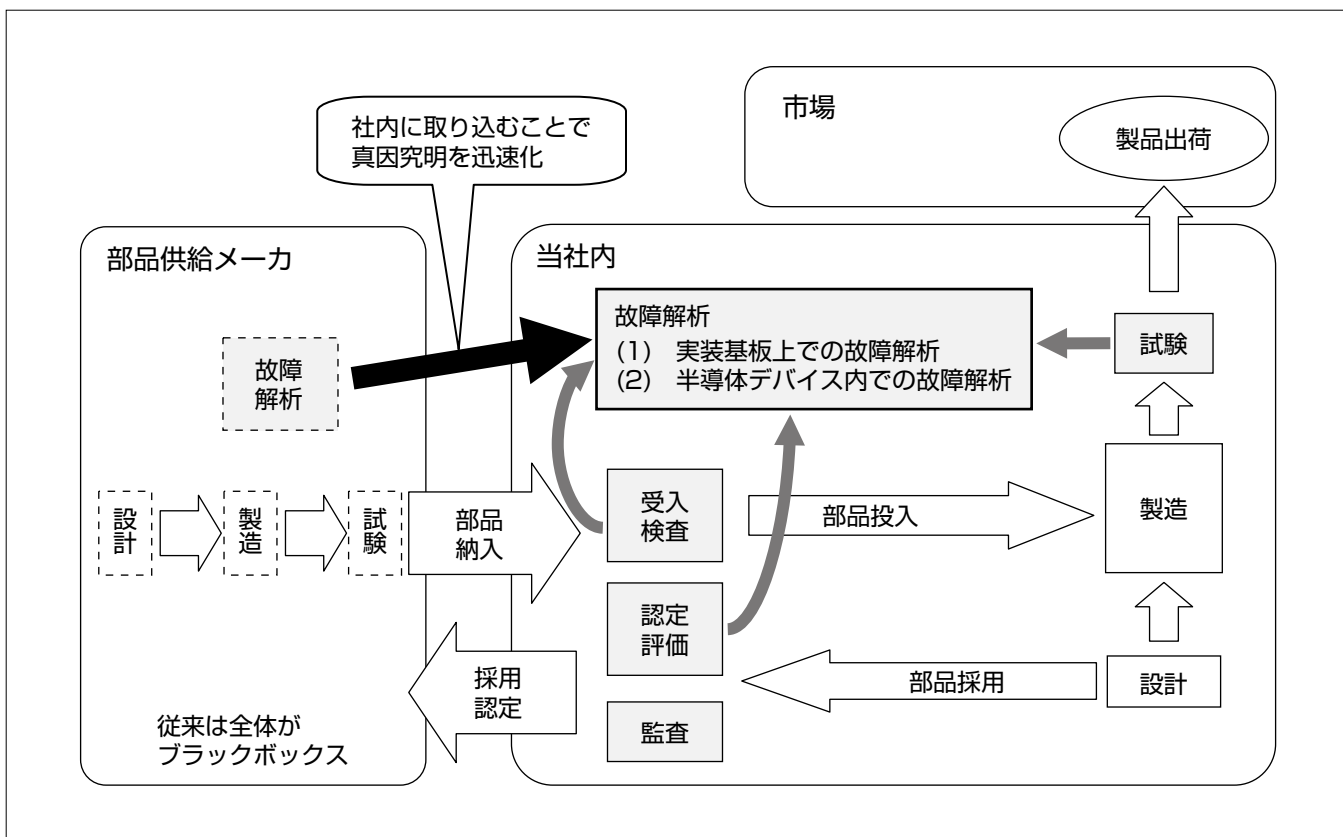 市場
製品出荷
社内に取り込むことで
真因究明を迅速化
部品供給メーカ
当社内
故障解析
(1) 実装基板上での故障解析
(2) 半導体デバイス内での故障解析
試験
故障
解析
設計
製造
試験
部品
納入
受入
検査
部品投入
製造
認定
評価
採用
認定
部品採用
設計
監査
従来は全体が
ブラックボックス